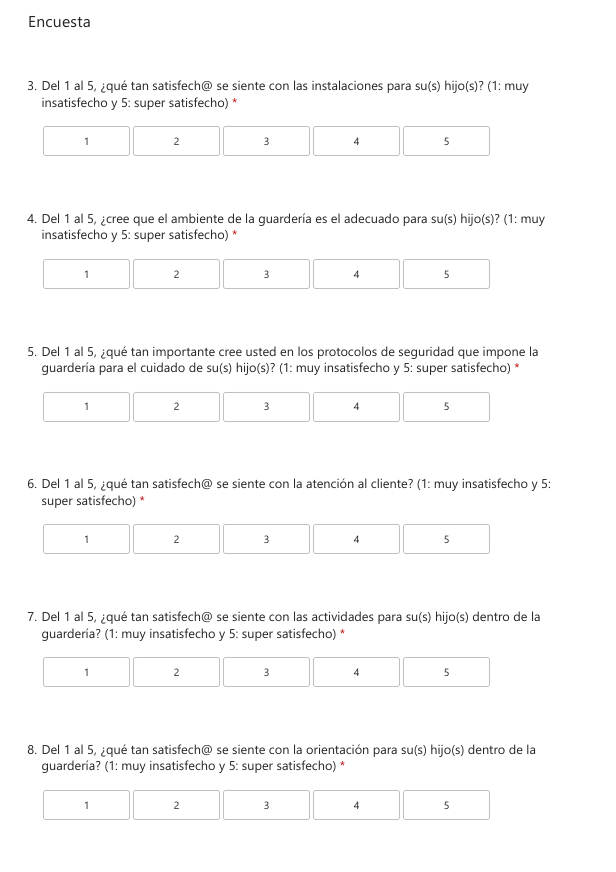 Encuesta
3. Del 1 al 5, ¿qué tan satisfech@ se siente con las instalaciones para su(s) hijo(s)? (1: muy
insatisfecho y 5: super satisfecho) *
1 2 3 4 5
4. Del 1 al 5, ¿cree que el ambiente de la guardería es el adecuado para su(s) hijo(s)? (1: muy
insatisfecho y 5: super satisfecho) *
1 2 3 4 5
5. Del 1 al 5, ¿qué tan importante cree usted en los protocolos de seguridad que impone la
guardería para el cuidado de su(s) hijo(s)? (1: muy insatisfecho y 5: super satisfecho) *
1 2 3 4 5
6. Del 1 al 5, ¿qué tan satisfech@ se siente con la atención al cliente? (1: muy insatisfecho y 5:
super satisfecho) *
1 2 3 4 5
7. Del 1 al 5, ¿qué tan satisfech@ se siente con las actividades para su(s) hijo(s) dentro de la
guardería? (1: muy insatisfecho y 5: super satisfecho) *
1 2 3 4 5
8. Del 1 al 5, ¿qué tan satisfech@ se siente con la orientación para su(s) hijo(s) dentro de la
guardería? (1: muy insatisfecho y 5: super satisfecho) *
1 2 3 4 5